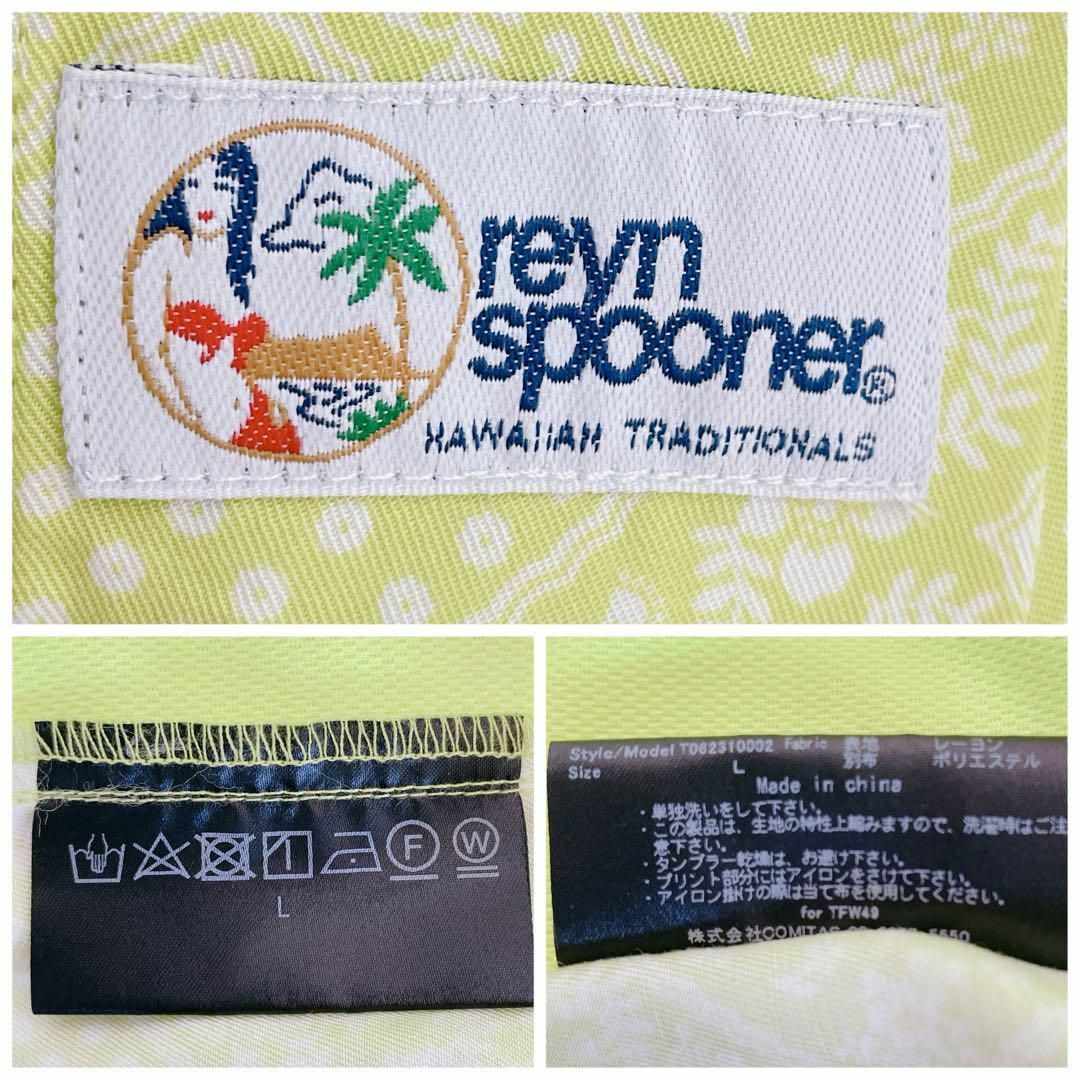 reyn
spooner®
HAWAIIAN TRADITIONALS
L
Style/Model T062310002 Fabric 表地 レーヨン
Size L 別布 ポリエステル
Made in china
・単独洗いをして下さい。
・この製品は、生地の特性上縮みますので、洗濯時はご注
意下さい。
・タンブラー乾燥は、お避け下さい。
・プリント部分にはアイロンをさけて下さい。
・アイロン掛けの際は当て布を使用してください。
for TFW49
株式会社COMITAS 5550